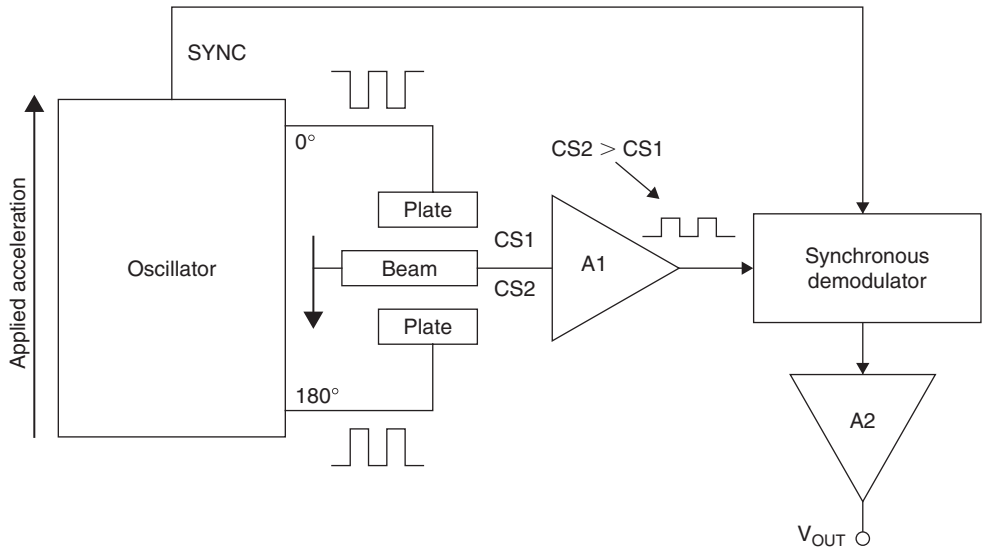 SYNC
0°
CS2 > CS1
Plate
CS1
Applied acceleration
Oscillator
Beam
A1
Synchronous
demodulator
CS2
Plate
180°
A2
VOUT